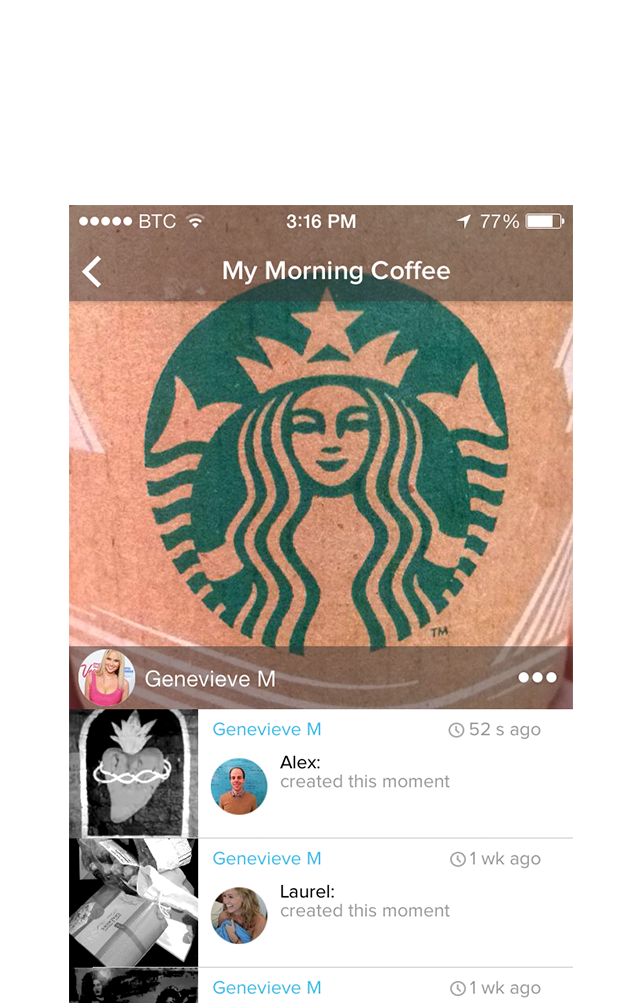 BTC 3:16 PM 77%
My Morning Coffee
TM
Genevieve M
Genevieve M 52 s ago
Alex:
created this moment
Genevieve M 1 wk ago
Laurel:
created this moment
Genevieve M 1 wk ago